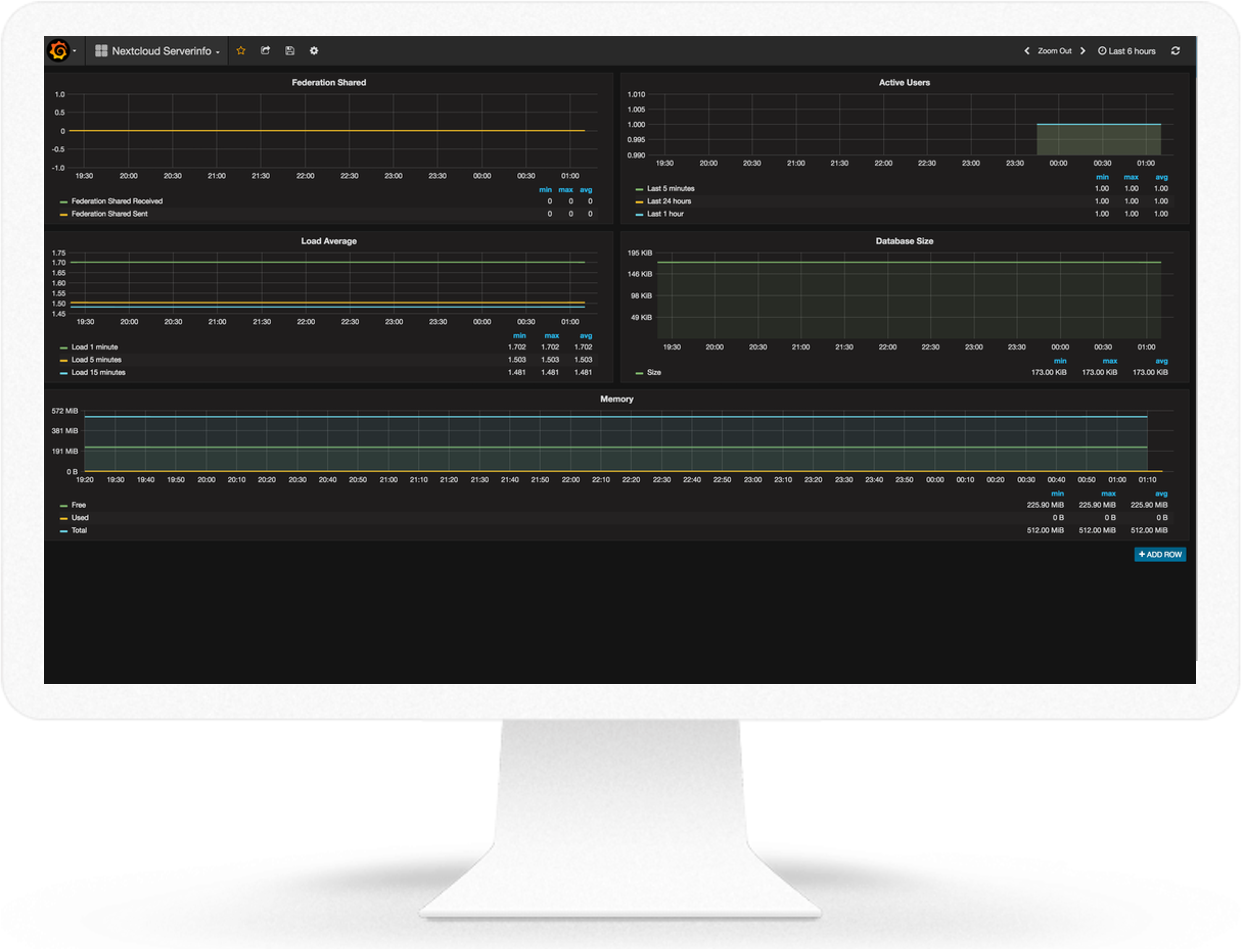 Nextcloud Serverinfo
Zoom Out
Last 6 hours
Federation Shared
1.0
0.5
0
-0.5
-1.0
19:30 20:00 20:30 21:00 21:30 22:00 22:30 23:00 23:30 00:00 00:30 01:00
min max avg
Federation Shared Received 0 0 0
Federation Shared Sent 0 0 0
Active Users
1.010
1.005
1.000
0.995
0.990
19:30 20:00 20:30 21:00 21:30 22:00 22:30 23:00 23:30 00:00 00:30 01:00
min max avg
Last 5 minutes 1.00 1.00 1.00
Last 24 hours 1.00 1.00 1.00
Last 1 hour 1.00 1.00 1.00
Load Average
1.75
1.70
1.65
1.60
1.55
1.50
1.45
19:30 20:00 20:30 21:00 21:30 22:00 22:30 23:00 23:30 00:00 00:30 01:00
min max avg
Load 1 minute 1.702 1.702 1.702
Load 5 minutes 1.503 1.503 1.503
Load 15 minutes 1.481 1.481 1.481
Database Size
195 KiB
146 KiB
98 KiB
49 KiB
19:30 20:00 20:30 21:00 21:30 22:00 22:30 23:00 23:30 00:00 00:30 01:00
min max avg
Size 173.00 KiB 173.00 KiB 173.00 KiB
Memory
572 MiB
381 MiB
191 MiB
0 B
19:20 19:30 19:40 19:50 20:00 20:10 20:20 20:30 20:40 20:50 21:00 21:10 21:20 21:30 21:40 21:50 22:00 22:10 22:20 22:30 22:40 22:50 23:00 23:10 23:20 23:30 23:40 23:50 00:00 00:10 00:20 00:30 00:40 00:50 01:00 01:10
min max avg
Free 225.90 MiB 225.90 MiB 225.90 MiB
Used 0 B 0 B 0 B
Total 512.00 MiB 512.00 MiB 512.00 MiB
+ ADD ROW